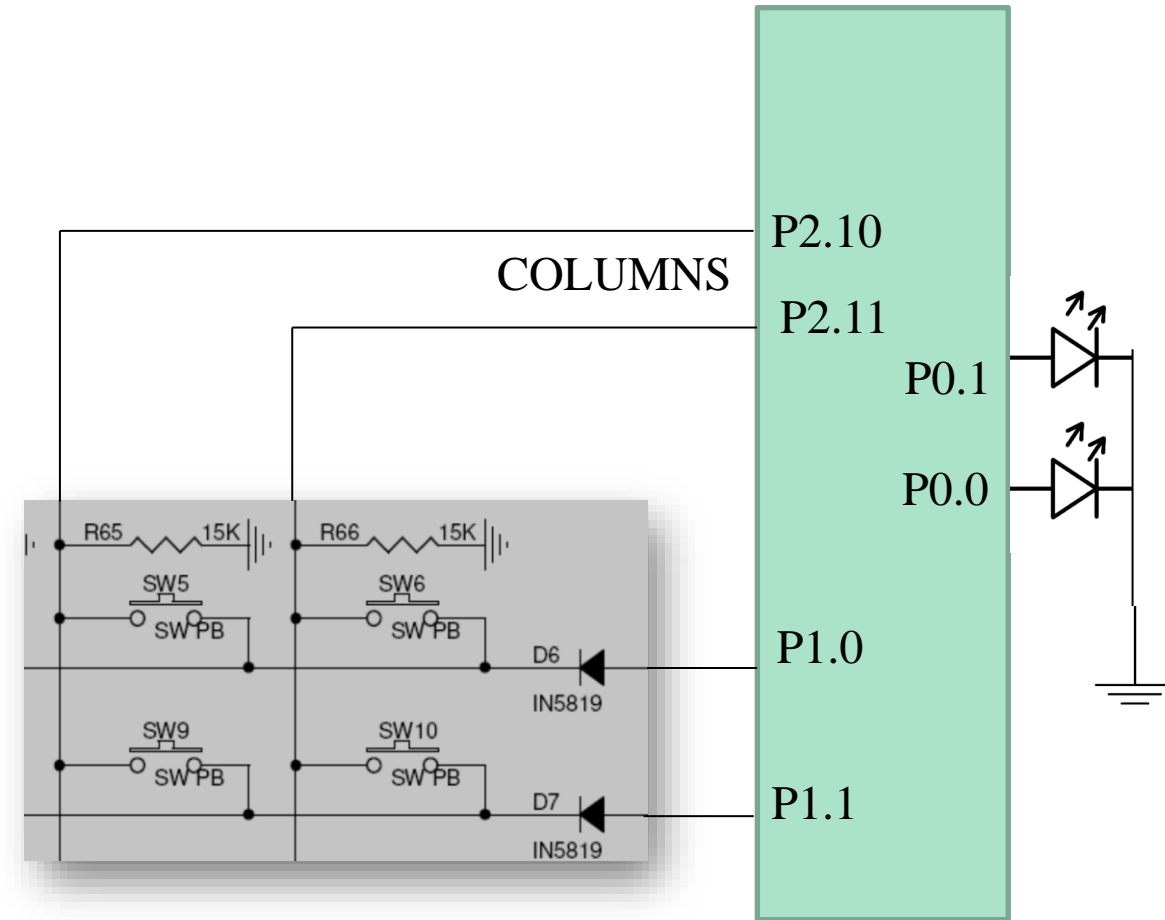 P2.10
COLUMNS
P2.11
P0.1
P0.0
R65 15K R66 15K
SW5 SW6
SW PB SW PB
D6
P1.0
IN5819
SW9 SW10
SW PB SW PB
D7
P1.1
IN5819